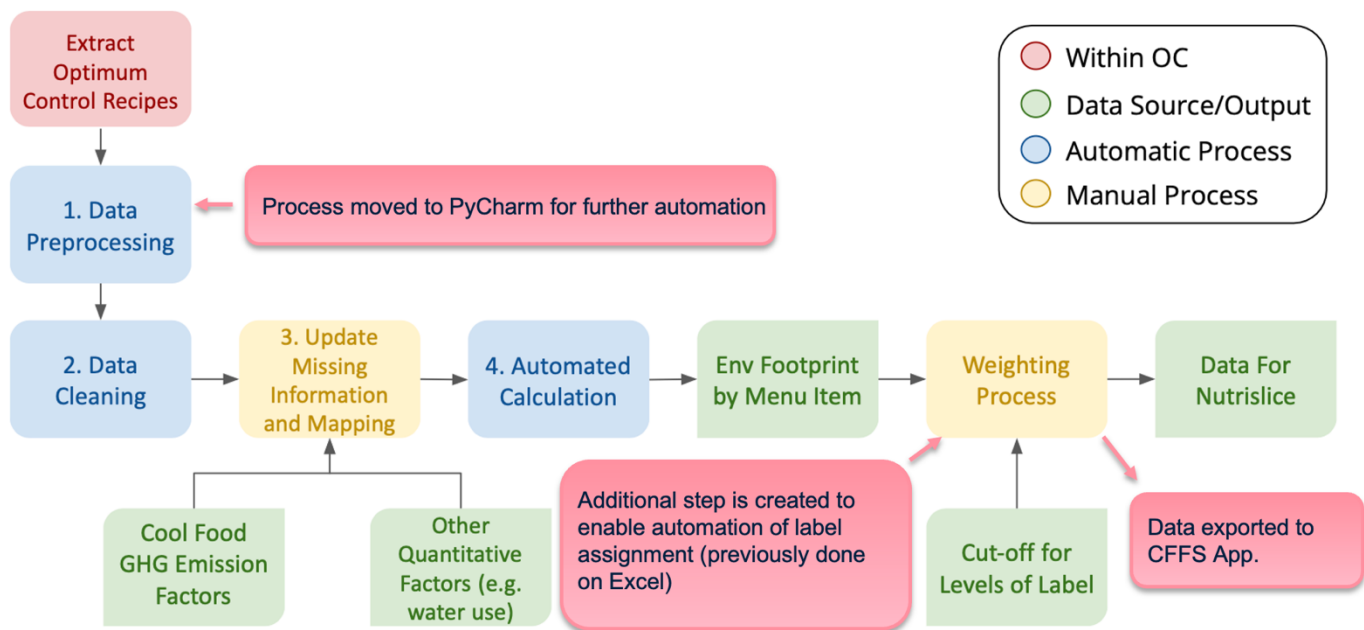 Extract
Optimum
Control Recipes
Within OC
Data Source/Output
Automatic Process
Manual Process
1. Data
Preprocessing
Process moved to PyCharm for further automation
2. Data
Cleaning
3. Update
Missing
Information
and Mapping
4. Automated
Calculation
Env Footprint
by Menu Item
Weighting
Process
Data For
Nutrislice
Cool Food
GHG Emission
Factors
Other
Quantitative
Factors (e.g.
water use)
Additional step is created to
enable automation of label
assignment (previously done
on Excel)
Cut-off for
Levels of Label
Data exported to
CFFS App.